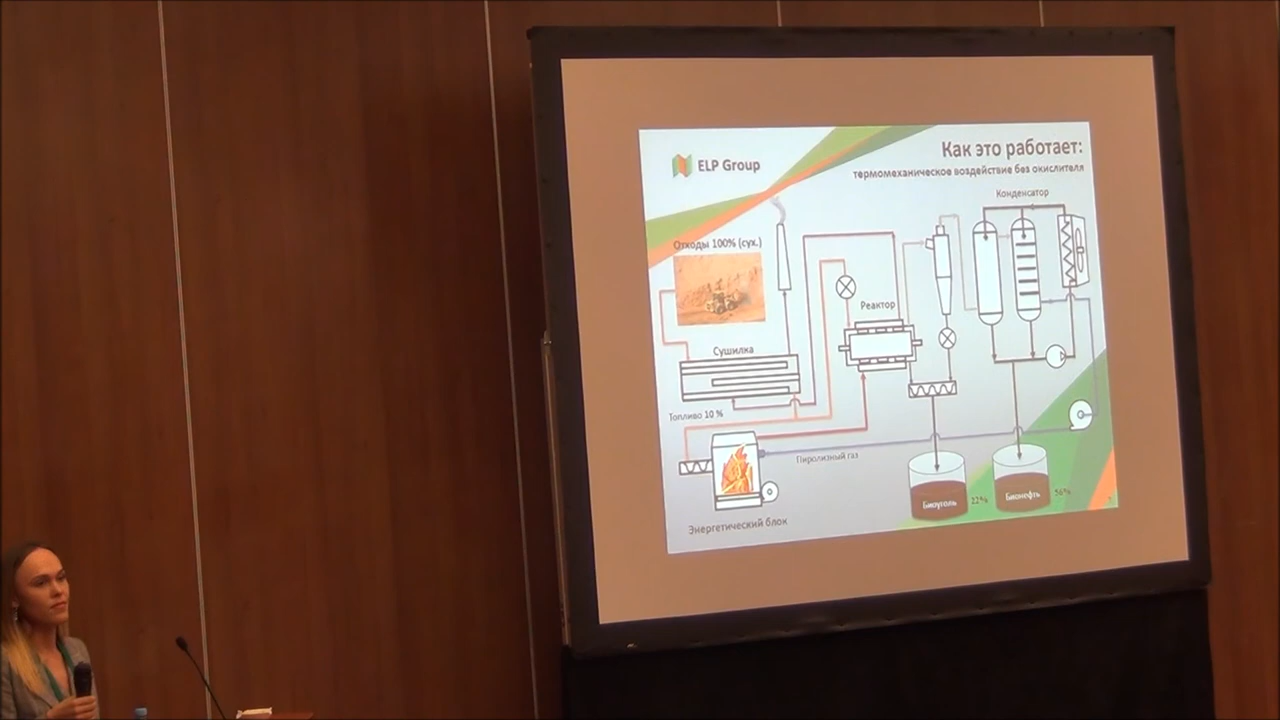 ELP Group
Как это работает:
термомеханическое воздействие без окислителя
Конденсатор
Отходы 100% (сух.)
Реактор
Сушилка
Топливо 10 %
Пиролизный газ
Биоуголь
22%
Бионефть
56%
Энергетический блок